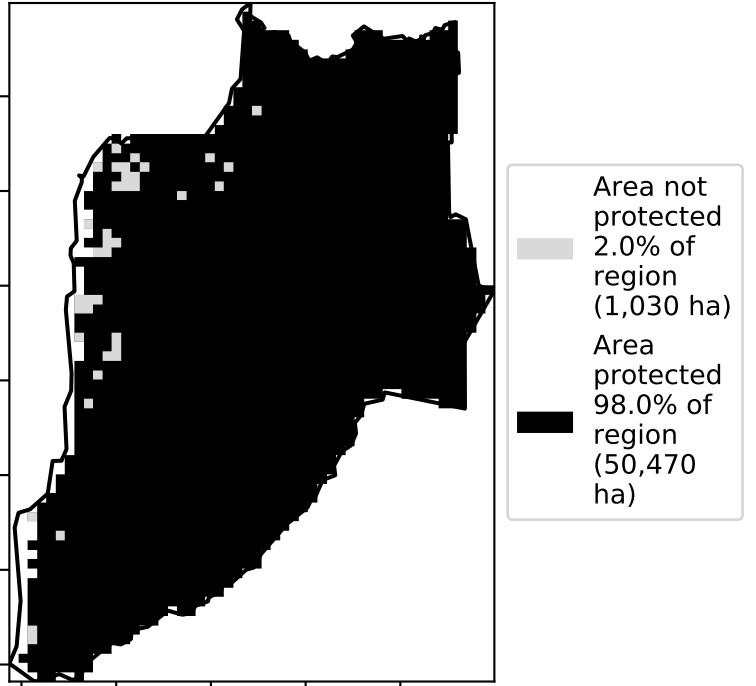 Area not
protected
2.0% of
region
(1,030 ha)
Area
protected
98.0% of
region
(50,470
ha)